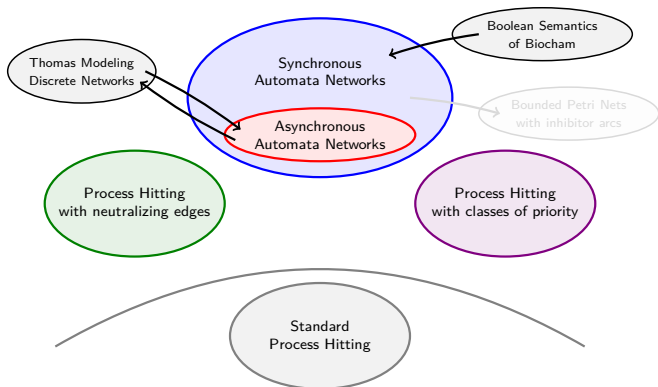 Boolean Semantics
of Biocham
Thomas Modeling
Discrete Networks
Synchronous
Automata Networks
Bounded Petri Nets
with inhibitor arcs
Asynchronous
Automata Networks
Process Hitting
with neutralizing edges
Process Hitting
with classes of priority
Standard
Process Hitting